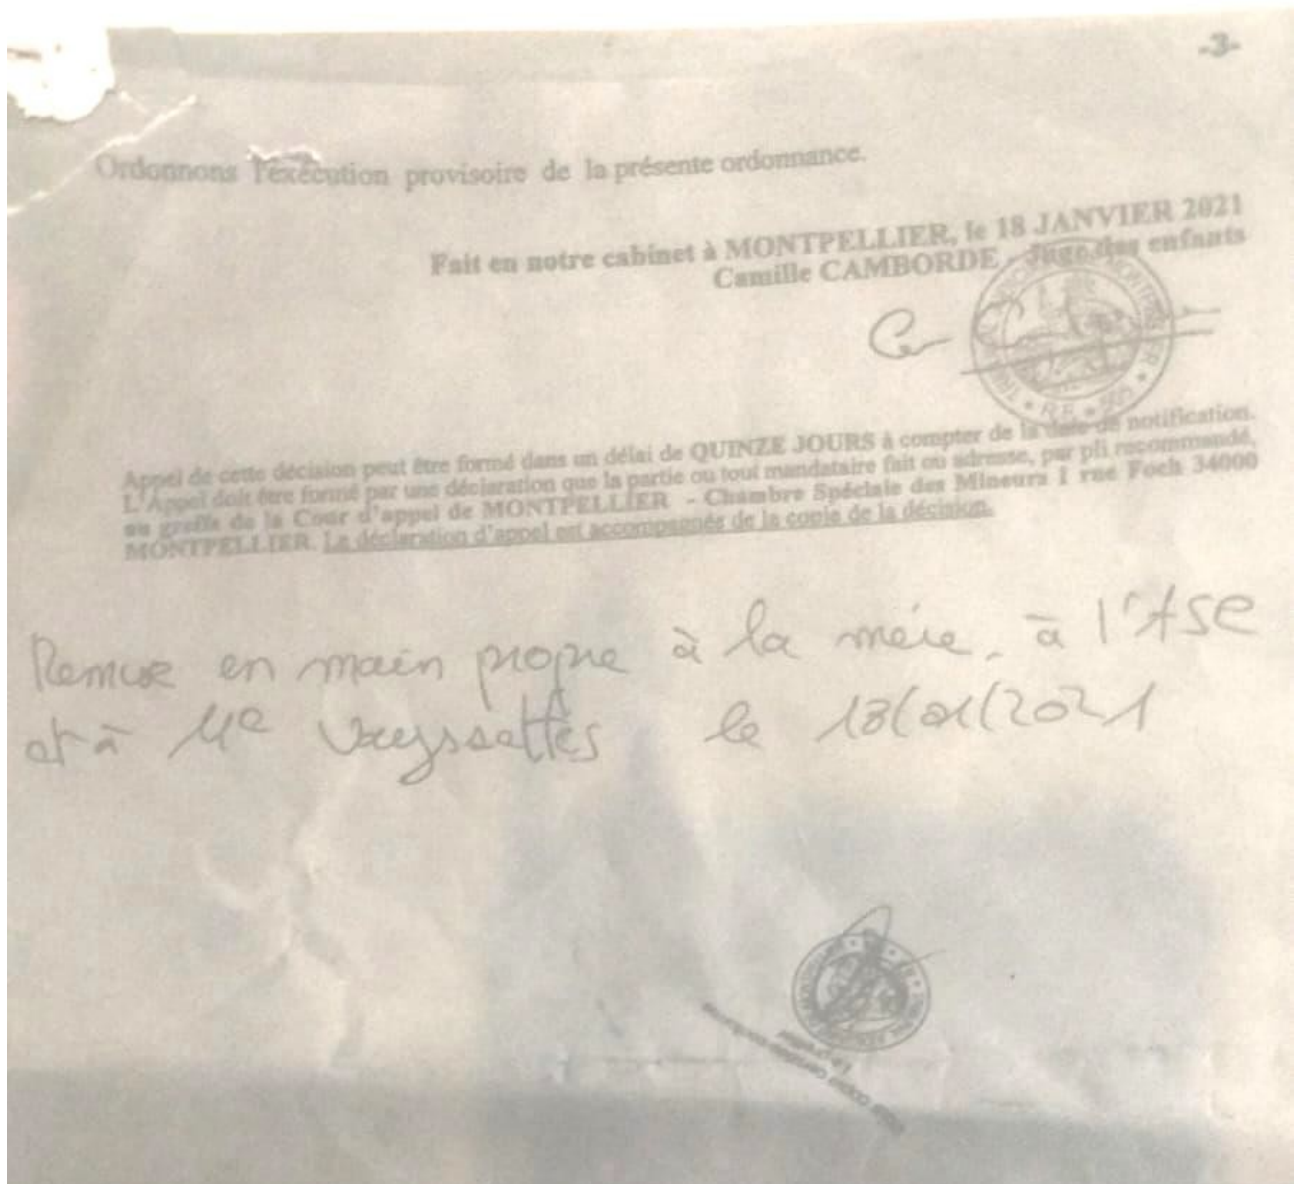 -3-
Ordonnons l'exécution provisoire de la présente ordonnance.
Fait en notre cabinet à MONTPELLIER, le 18 JANVIER 2021
Camille CAMBORDE - Juge des enfants
Appel de cette décision peut être formé dans un délai de QUINZE JOURS à compter de la date de notification.
L'Appel doit être formé par une déclaration que la partie ou tout mandataire fait ou adresse, par pli recommandé,
au greffe de la Cour d'appel de MONTPELLIER - Chambre Spéciale des Mineurs 1 rue Foch 34000
MONTPELLIER. La déclaration d'appel est accompagnée de la copie de la décision.
Remise en main propre à la mère, à l'ASE
et à Me Veyssettes le 18/01/2021
MONTPELLIER
R.F.